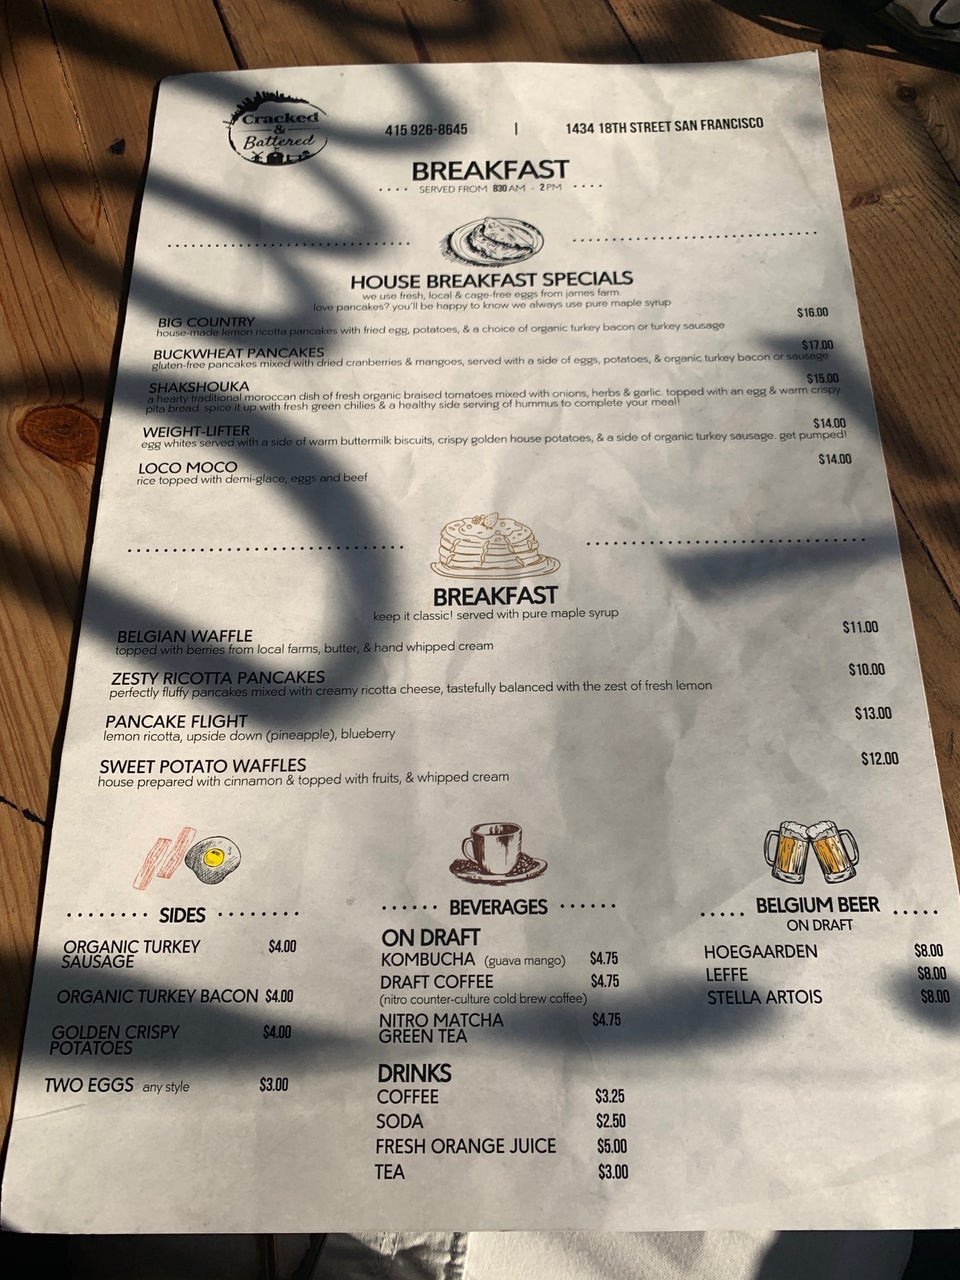 Cracked
&
Battered
415 926-8645 | 1434 18TH STREET SAN FRANCISCO
BREAKFAST
SERVED FROM 830AM - 2PM
HOUSE BREAKFAST SPECIALS
we use fresh, local & cage-free eggs from james farm.
love pancakes? you'll be happy to know we always use pure maple syrup
BIG COUNTRY $16.00
house-made lemon ricotta pancakes with fried egg, potatoes, & a choice of organic turkey bacon or turkey sausage
BUCKWHEAT PANCAKES $17.00
gluten-free pancakes mixed with dried cranberries & mangoes, served with a side of eggs, potatoes, & organic turkey bacon or sausage
SHAKSHOUKA $15.00
a hearty traditional moroccan dish of fresh organic braised tomatoes mixed with onions, herbs & garlic. topped with an egg & warm crispy
pita bread. spice it up with fresh green chilies & a healthy side serving of hummus to complete your meal!
WEIGHT-LIFTER $14.00
egg whites served with a side of warm buttermilk biscuits, crispy golden house potatoes, & a side of organic turkey sausage. get pumped!
LOCO MOCO $14.00
rice topped with demi-glace, eggs and beef
BREAKFAST
keep it classic! served with pure maple syrup
BELGIAN WAFFLE $11.00
topped with berries from local farms, butter, & hand whipped cream
ZESTY RICOTTA PANCAKES $10.00
perfectly fluffy pancakes mixed with creamy ricotta cheese, tastefully balanced with the zest of fresh lemon
PANCAKE FLIGHT $13.00
lemon ricotta, upside down (pineapple), blueberry
SWEET POTATO WAFFLES $12.00
house prepared with cinnamon & topped with fruits, & whipped cream
SIDES
ORGANIC TURKEY $4.00
SAUSAGE
ORGANIC TURKEY BACON $4.00
GOLDEN CRISPY $4.00
POTATOES
TWO EGGS any style $3.00
BEVERAGES
ON DRAFT
KOMBUCHA (guava mango) $4.75
DRAFT COFFEE $4.75
(nitro counter-culture cold brew coffee)
NITRO MATCHA $4.75
GREEN TEA
DRINKS
COFFEE $3.25
SODA $2.50
FRESH ORANGE JUICE $5.00
TEA $3.00
BELGIUM BEER
ON DRAFT
HOEGAARDEN $8.00
LEFFE $8.00
STELLA ARTOIS $8.00